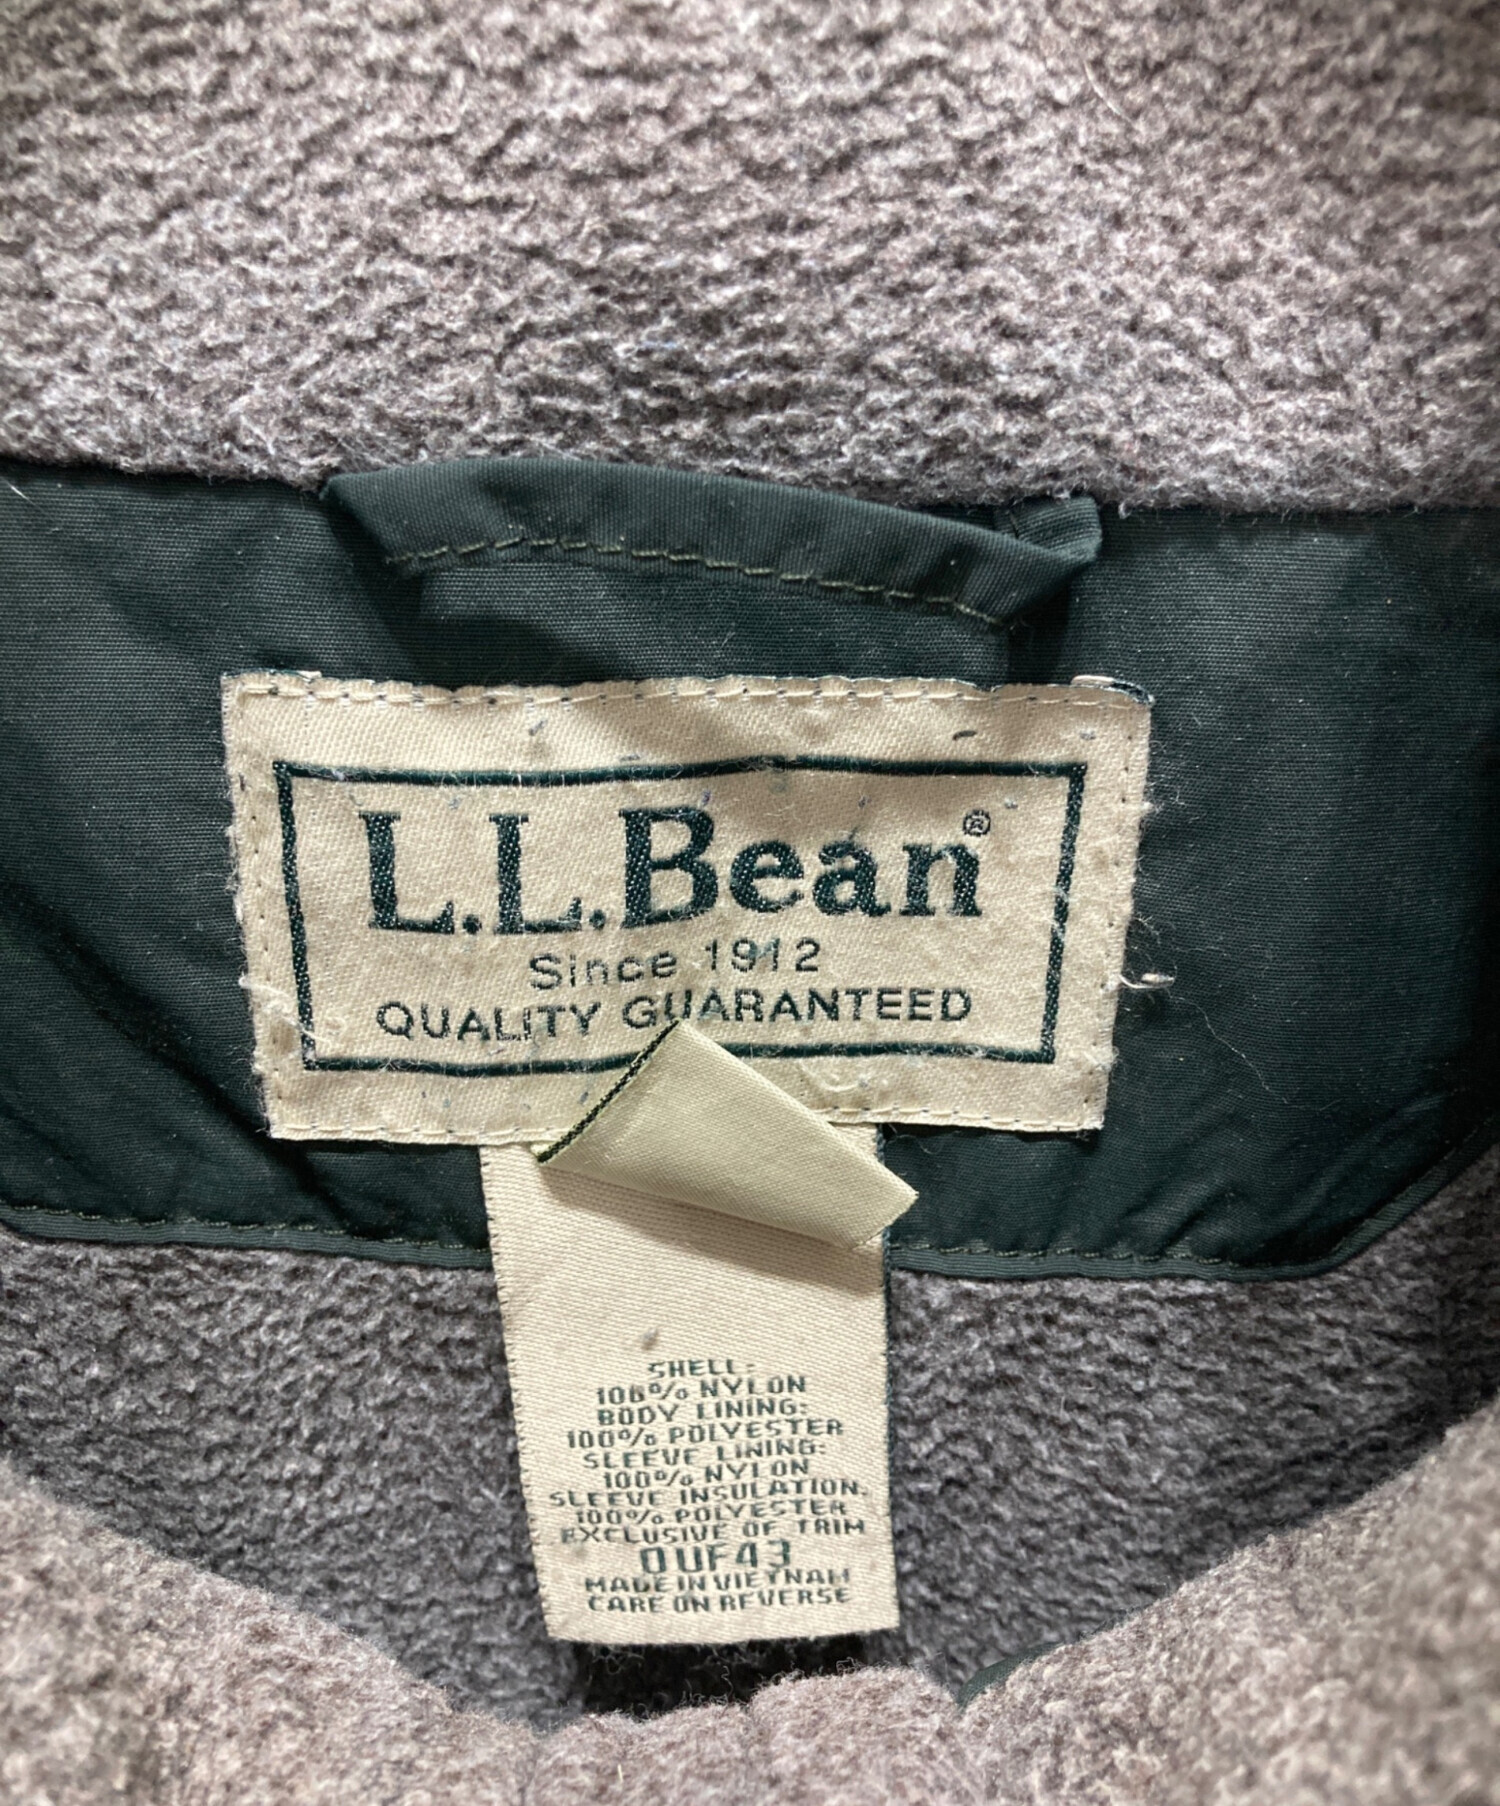 L.L.Bean®
Since 1912
QUALITY GUARANTEED
SHELL:
100% NYLON
BODY LINING:
100% POLYESTER
SLEEVE LINING:
100% NYLON
SLEEVE INSULATION:
100% POLYESTER
EXCLUSIVE OF TRIM
0UF43
MADE IN VIETNAM
CARE ON REVERSE